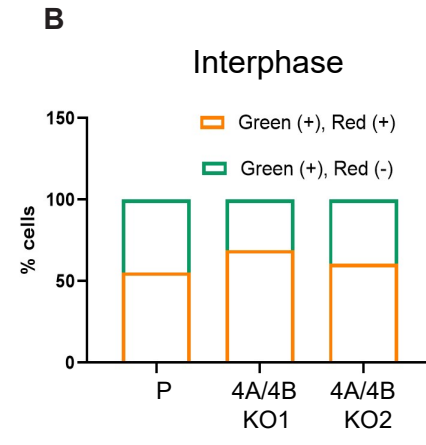 B
Interphase
Green (+), Red (+)
Green (+), Red (-)
% cells
150
100
50
0
P
4A/4B
KO1
4A/4B
KO2